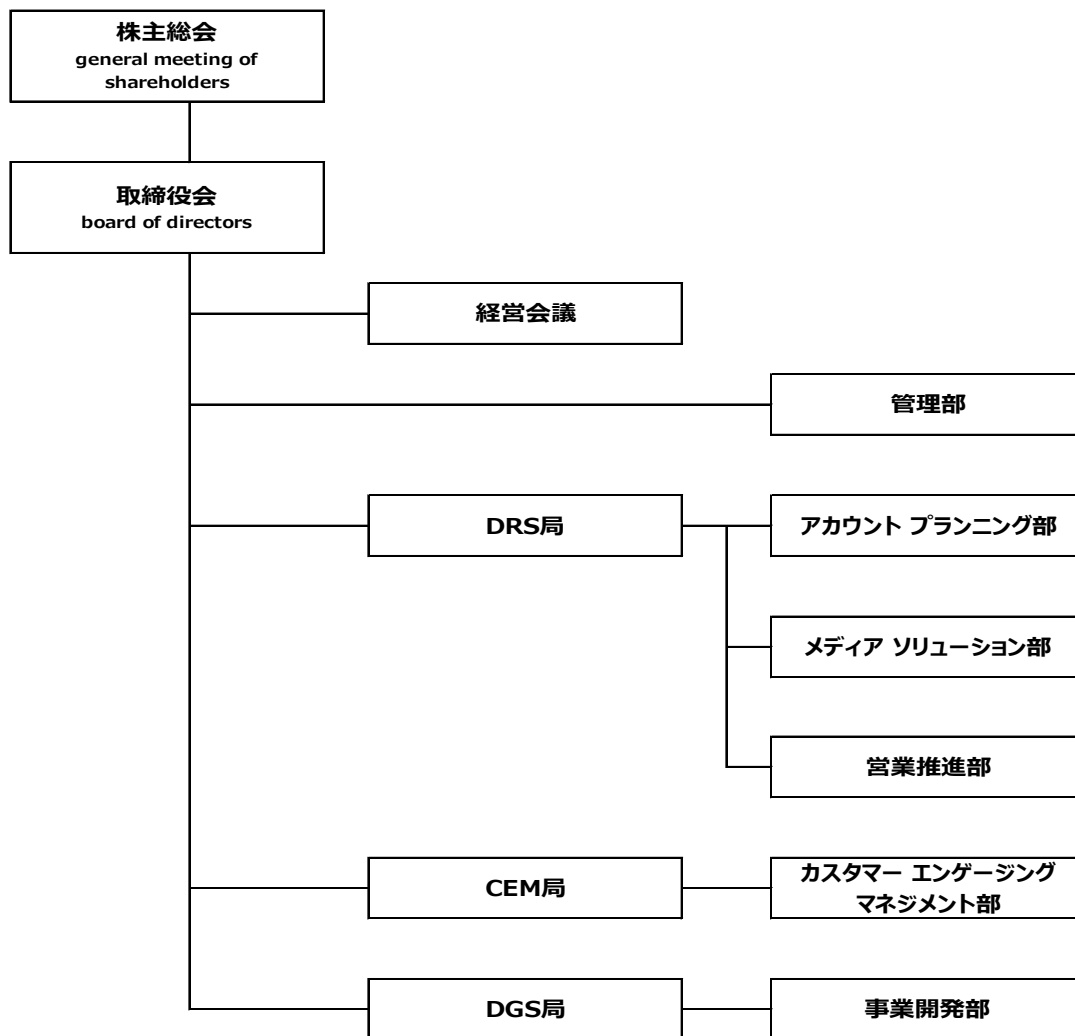 株主総会
general meeting of
shareholders
取締役会
board of directors
経営会議
管理部
DRS局
アカウント プランニング部
メディア ソリューション部
営業推進部
CEM局
カスタマー エンゲージング
マネジメント部
DGS局
事業開発部